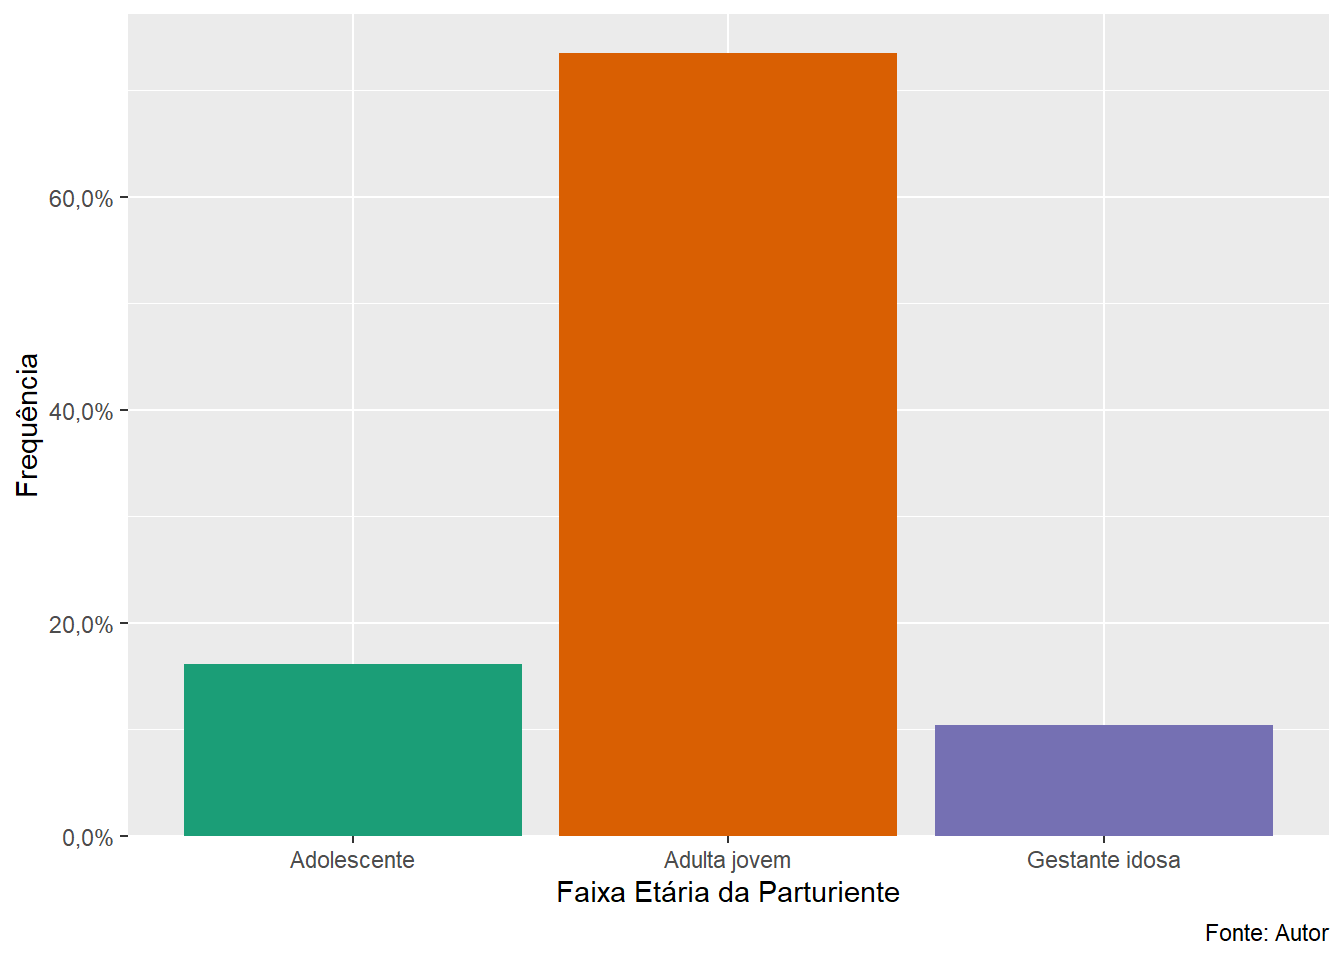 Frequência
60,0%
40,0%
20,0%
0,0%
Adolescente
Adulta jovem
Gestante idosa
Faixa Etária da Parturiente
Fonte: Autor